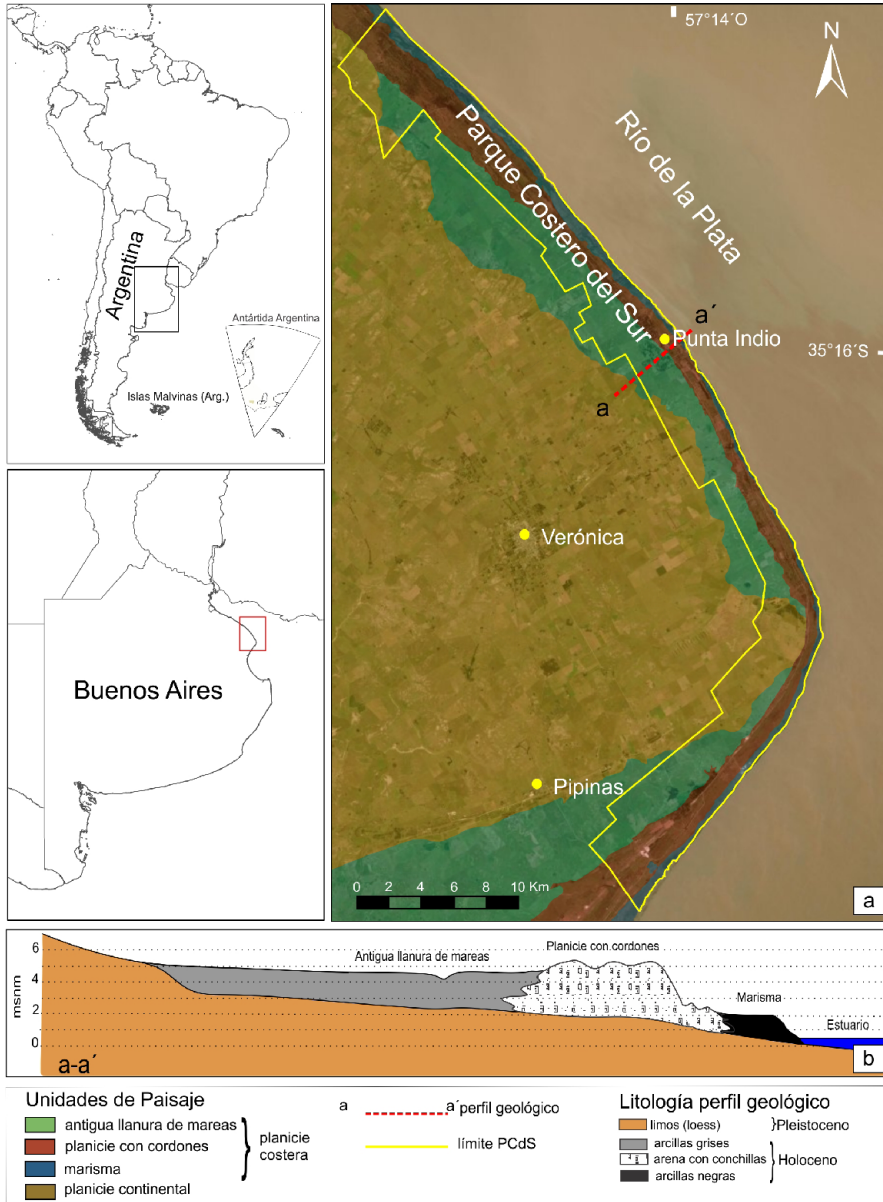 Argentina
Antártida Argentina
Islas Malvinas (Arg.)
Buenos Aires
57°14´O
N
Río de la Plata
Parque Costero del Sur
a´
Punta Indio
35°16´S
a
Verónica
Pipinas
0 2 4 6 8 10 Km
a
msnm
6
4
2
0
Antigua llanura de mareas
Planicie con cordones
Marisma
Estuario
a-a´
b
Unidades de Paisaje
antigua llanura de mareas
planicie con cordones
marisma
planicie continental
planicie
costera
a a´perfil geológico
límite PCdS
Litología perfil geológico
limos (loess) }Pleistoceno
arcillas grises
arena con conchillas
arcillas negras
Holoceno